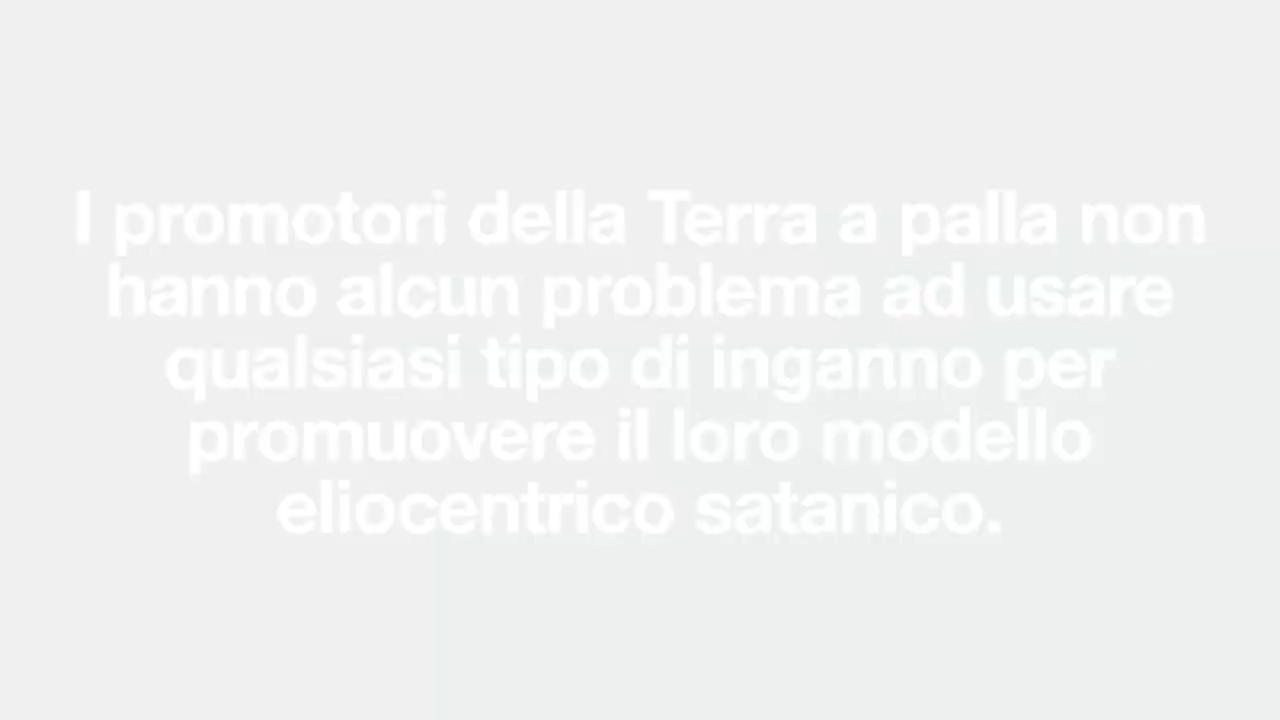 I promotori della Terra a palla non
hanno alcun problema ad usare
qualsiasi tipo di inganno per
promuovere il loro modello
eliocentrico satanico.